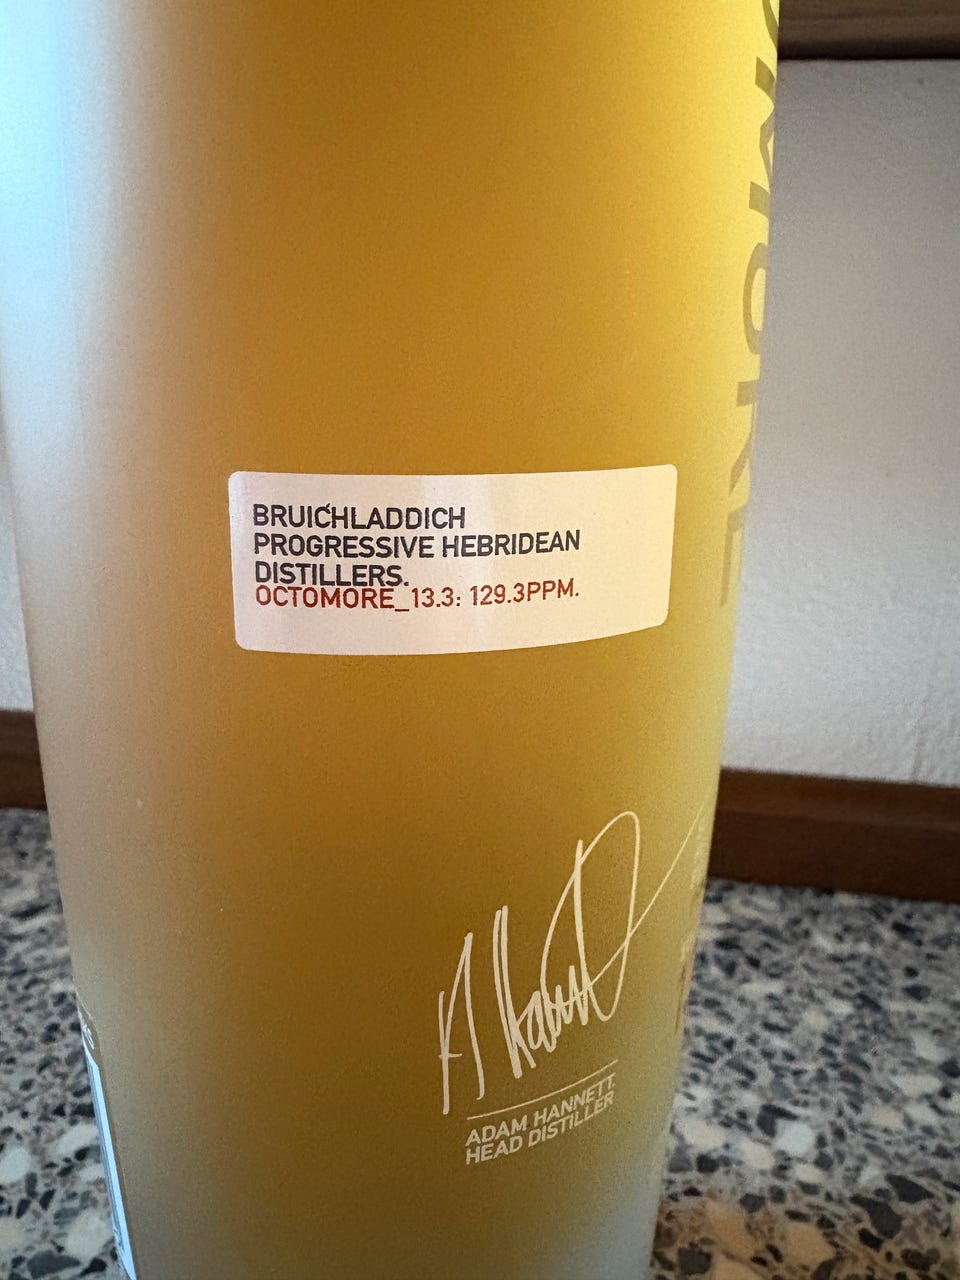 BRUICHLADDICH
PROGRESSIVE HEBRIDEAN
DISTILLERS.
OCTOMORE_13.3: 129.3PPM.
ADAM HANNETT
HEAD DISTILLER